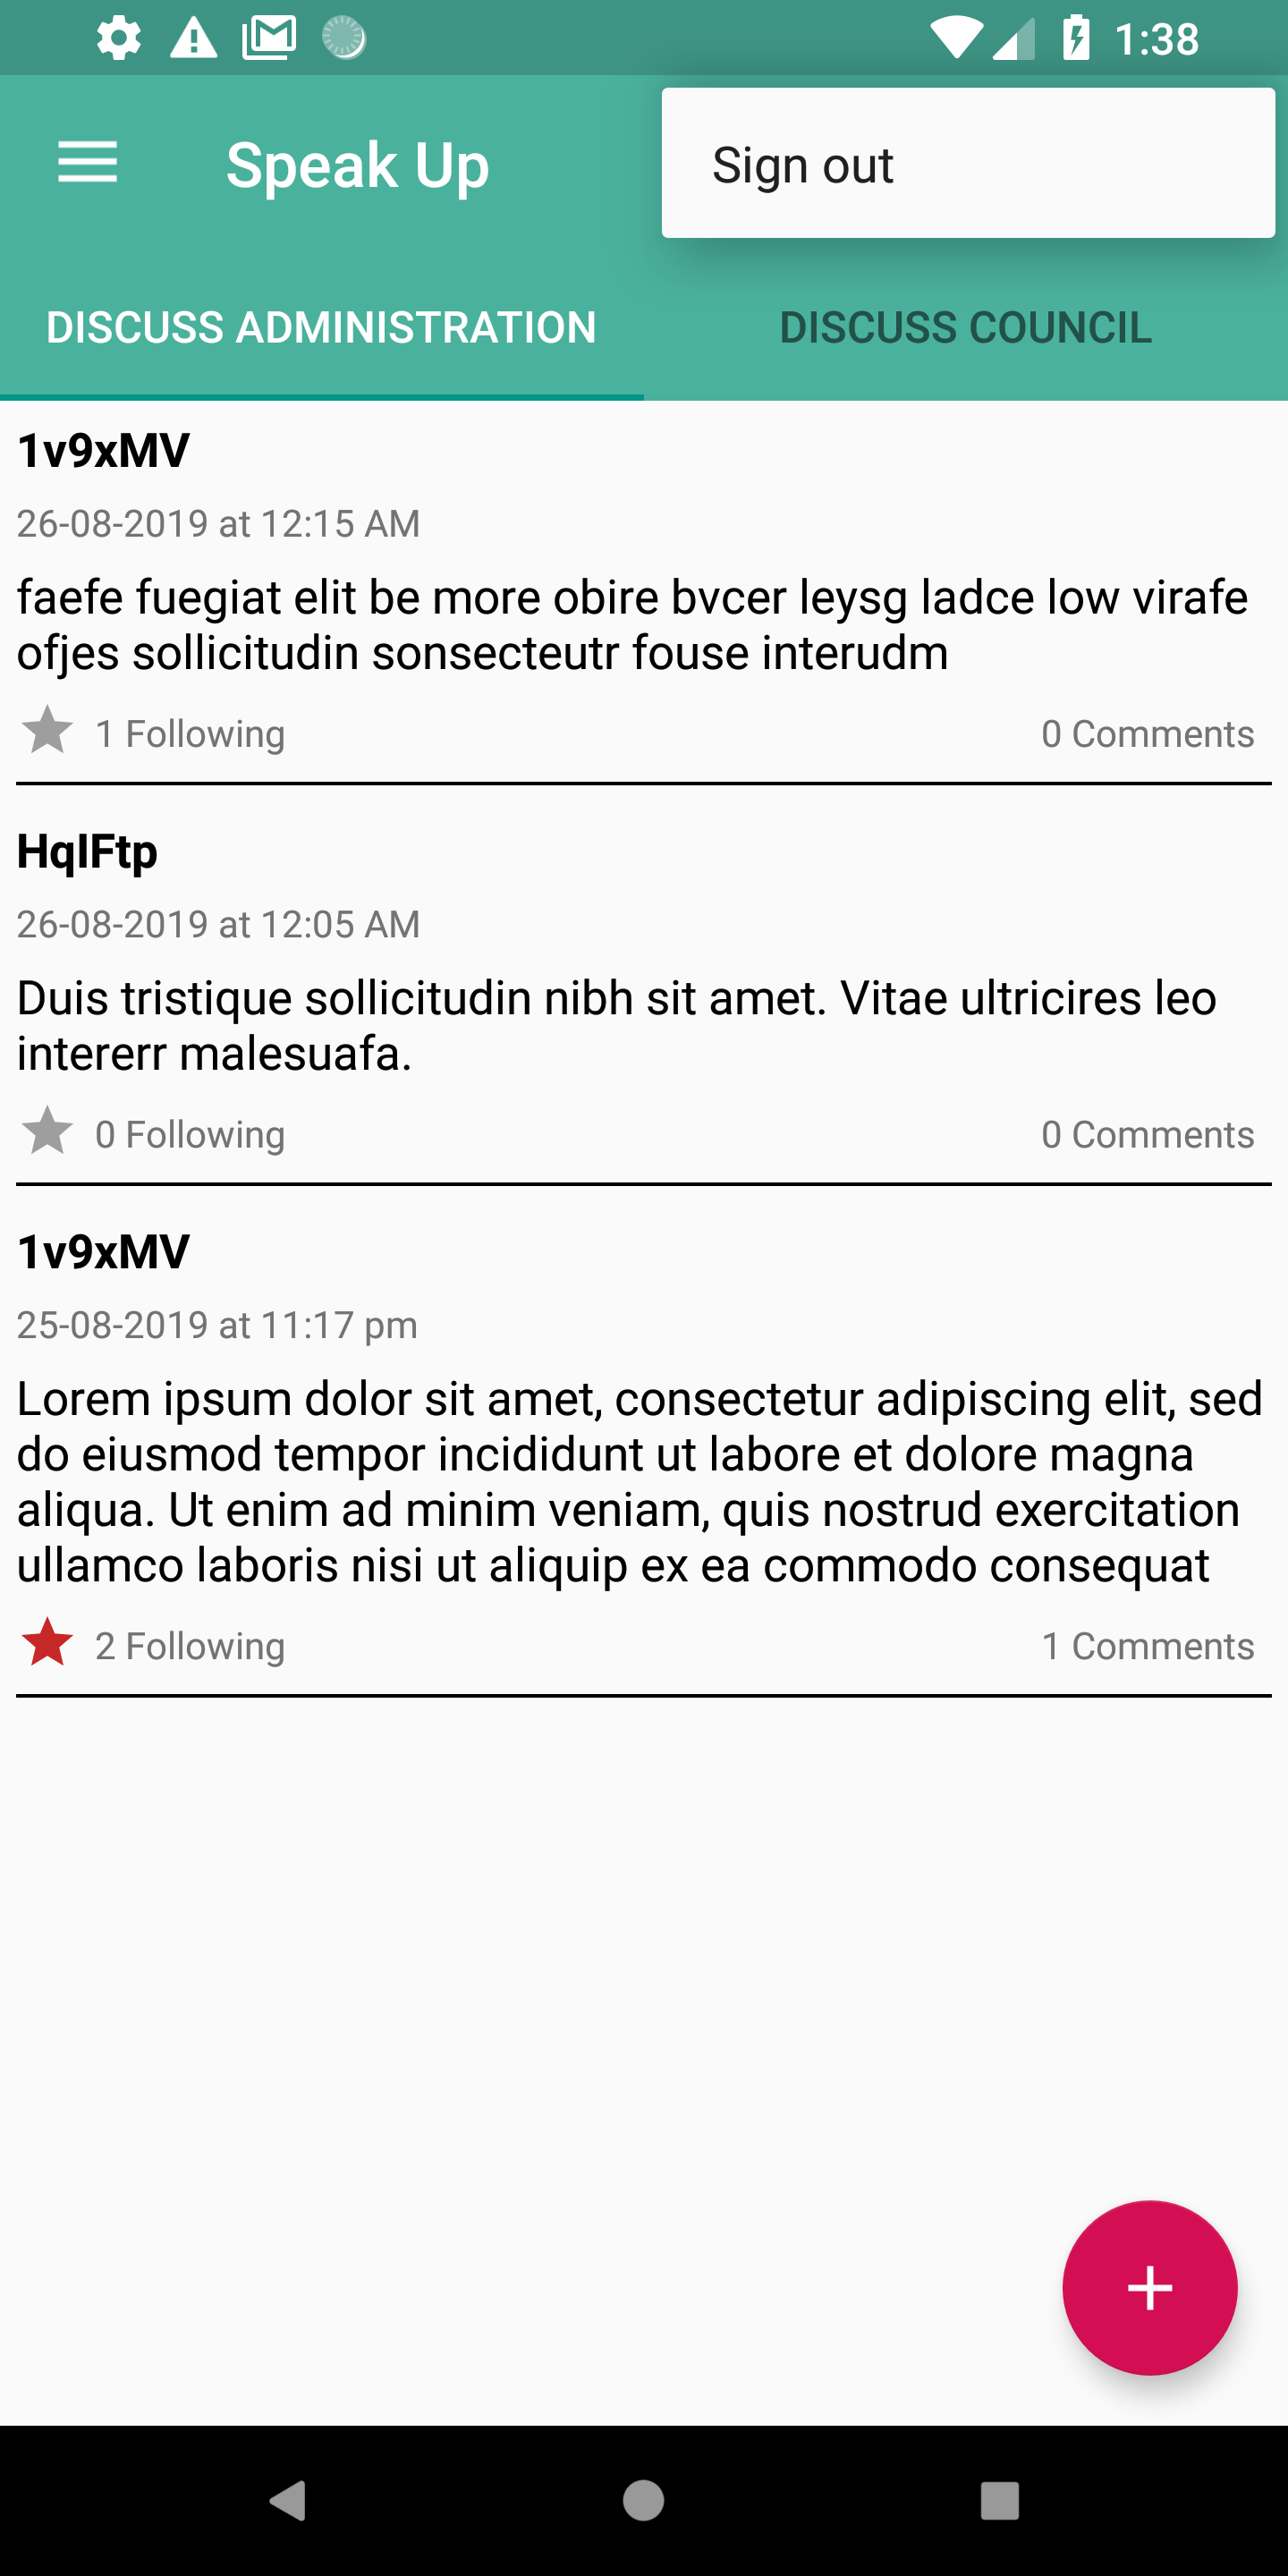 1:38
Speak Up
Sign out
DISCUSS ADMINISTRATION
DISCUSS COUNCIL
1v9xMV
26-08-2019 at 12:15 AM
faefe fuegiat elit be more obire bvcer leysg ladce low virafe
ofjes sollicitudin sonsecteutr fouse interudm
1 Following
0 Comments
HqIFtp
26-08-2019 at 12:05 AM
Duis tristique sollicitudin nibh sit amet. Vitae ultricires leo
intererr malesuafa.
0 Following
0 Comments
1v9xMV
25-08-2019 at 11:17 pm
Lorem ipsum dolor sit amet, consectetur adipiscing elit, sed
do eiusmod tempor incididunt ut labore et dolore magna
aliqua. Ut enim ad minim veniam, quis nostrud exercitation
ullamco laboris nisi ut aliquip ex ea commodo consequat
2 Following
1 Comments